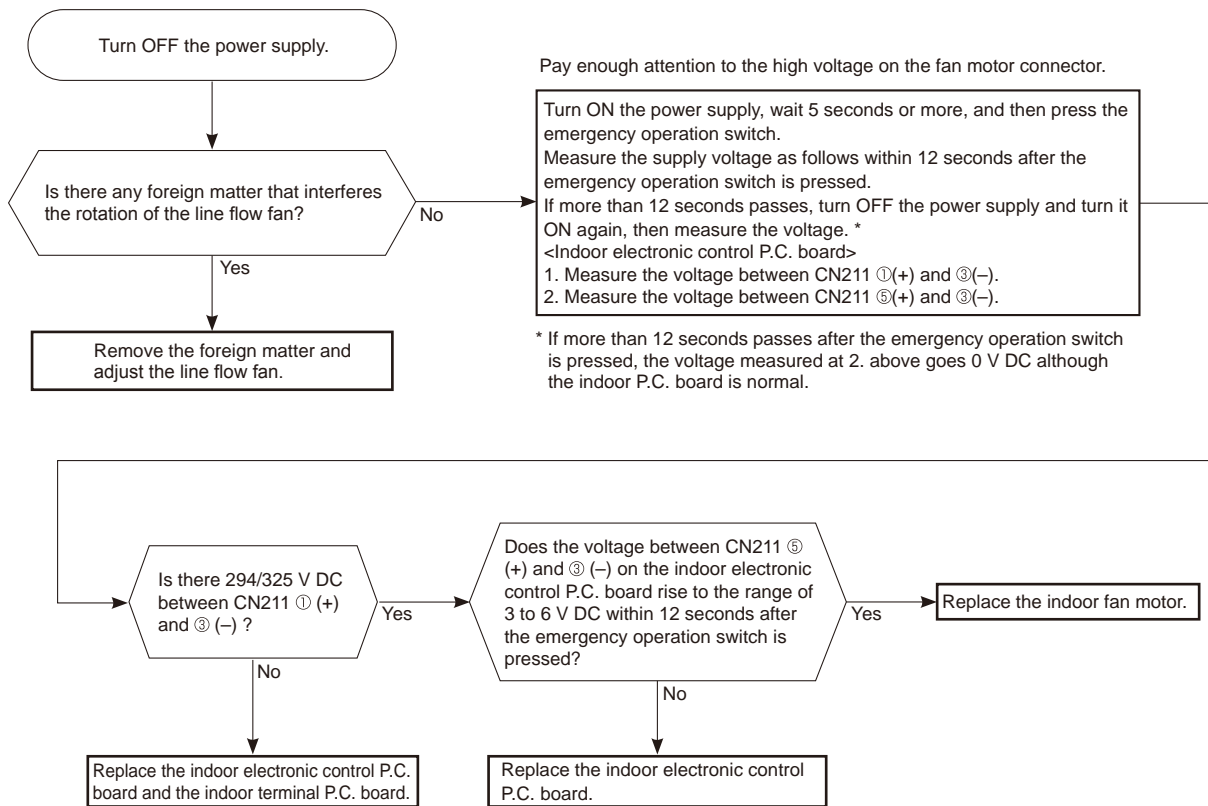 Turn OFF the power supply.
Is there any foreign matter that interferes
the rotation of the line flow fan?
No
Yes
Remove the foreign matter and
adjust the line flow fan.
Pay enough attention to the high voltage on the fan motor connector.
Turn ON the power supply, wait 5 seconds or more, and then press the
emergency operation switch.
Measure the supply voltage as follows within 12 seconds after the
emergency operation switch is pressed.
If more than 12 seconds passes, turn OFF the power supply and turn it
ON again, then measure the voltage. *
<Indoor electronic control P.C. board>
1. Measure the voltage between CN211 ①(+) and ③(–).
2. Measure the voltage between CN211 ⑤(+) and ③(–).
* If more than 12 seconds passes after the emergency operation switch
is pressed, the voltage measured at 2. above goes 0 V DC although
the indoor P.C. board is normal.
Is there 294/325 V DC
between CN211 ① (+)
and ③ (–) ?
Yes
No
Replace the indoor electronic control P.C.
board and the indoor terminal P.C. board.
Does the voltage between CN211 ⑤
(+) and ③ (–) on the indoor electronic
control P.C. board rise to the range of
3 to 6 V DC within 12 seconds after
the emergency operation switch is
pressed?
Yes
No
Replace the indoor electronic control
P.C. board.
Replace the indoor fan motor.